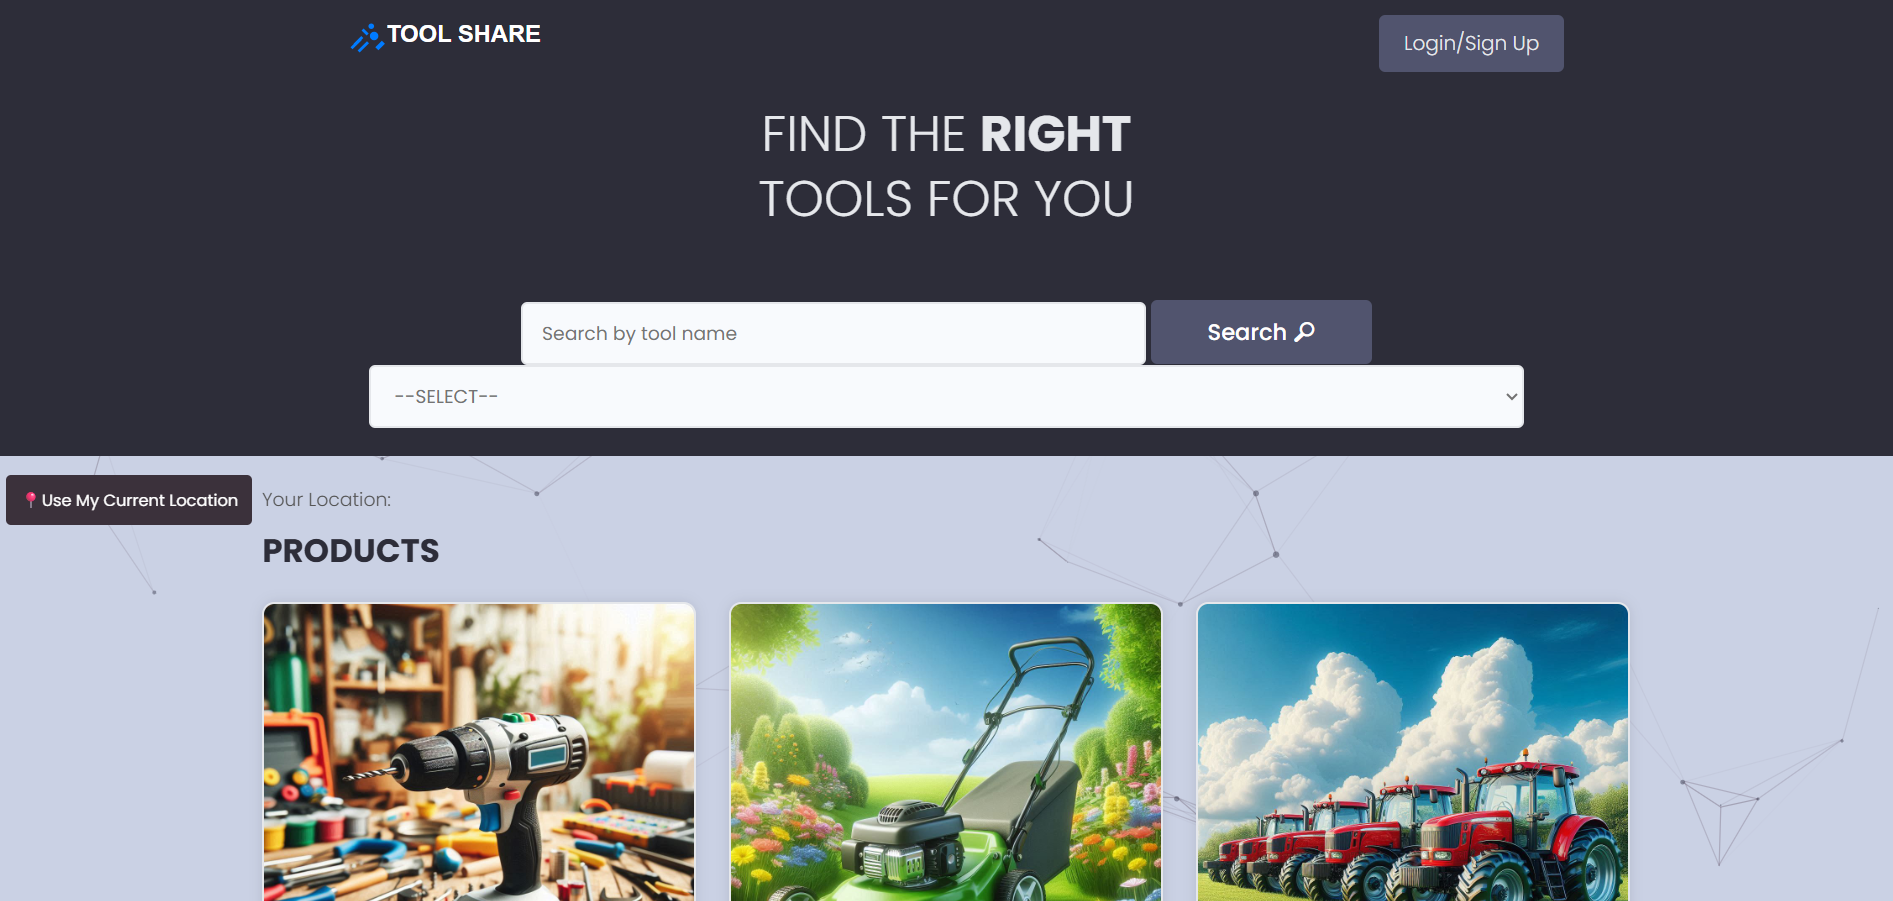 TOOL SHARE
Login/Sign Up
FIND THE RIGHT
TOOLS FOR YOU
Search by tool name
Search
--SELECT--
Use My Current Location
Your Location:
PRODUCTS